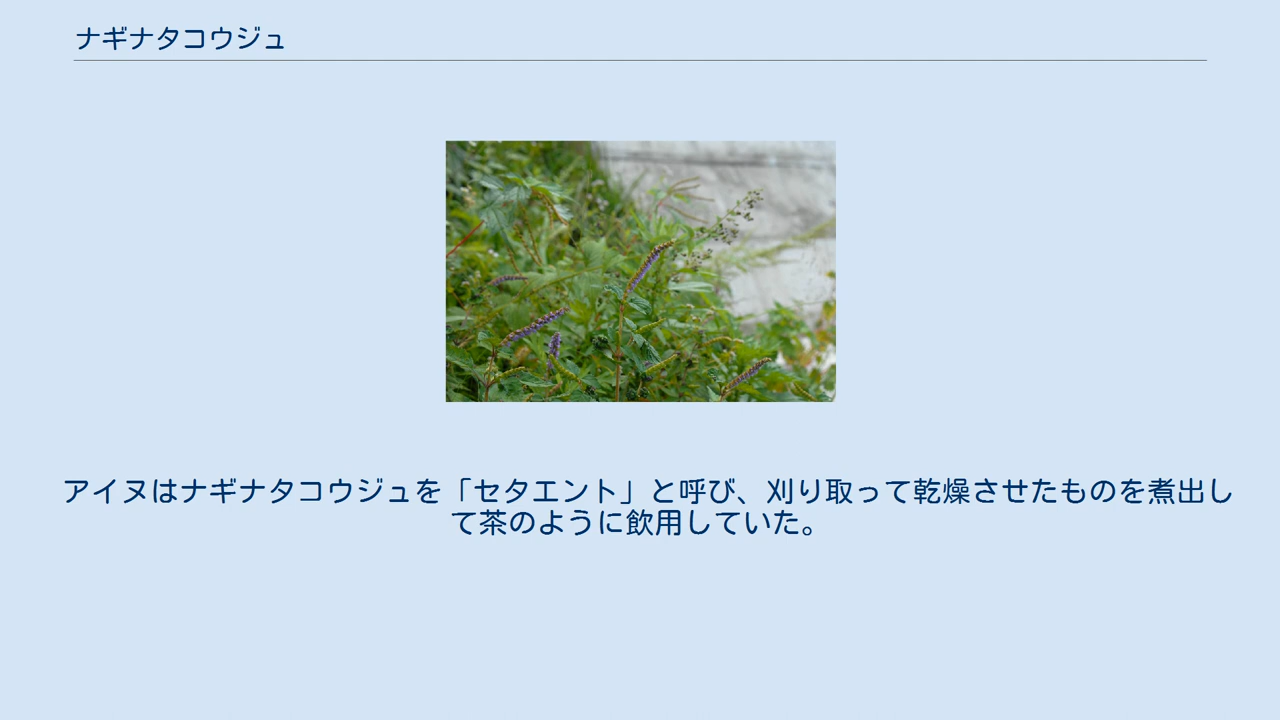 ナギナタコウジュ
アイヌはナギナタコウジュを「セタエント」と呼び、刈り取って乾燥させたものを煮出し
て茶のように飲用していた。